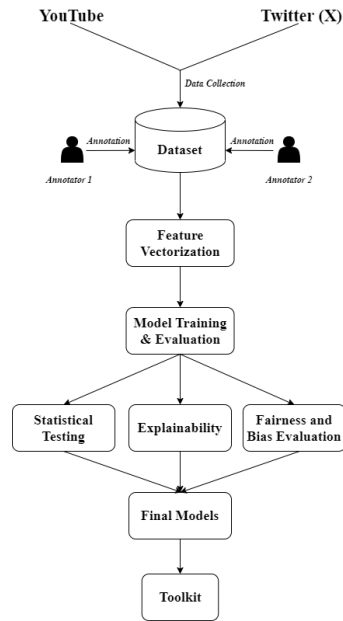 YouTube
Twitter (X)
Data Collection
Annotation
Dataset
Annotation
Annotator 1
Annotator 2
Feature
Vectorization
Model Training
& Evaluation
Statistical
Testing
Explainability
Fairness and
Bias Evaluation
Final Models
Toolkit